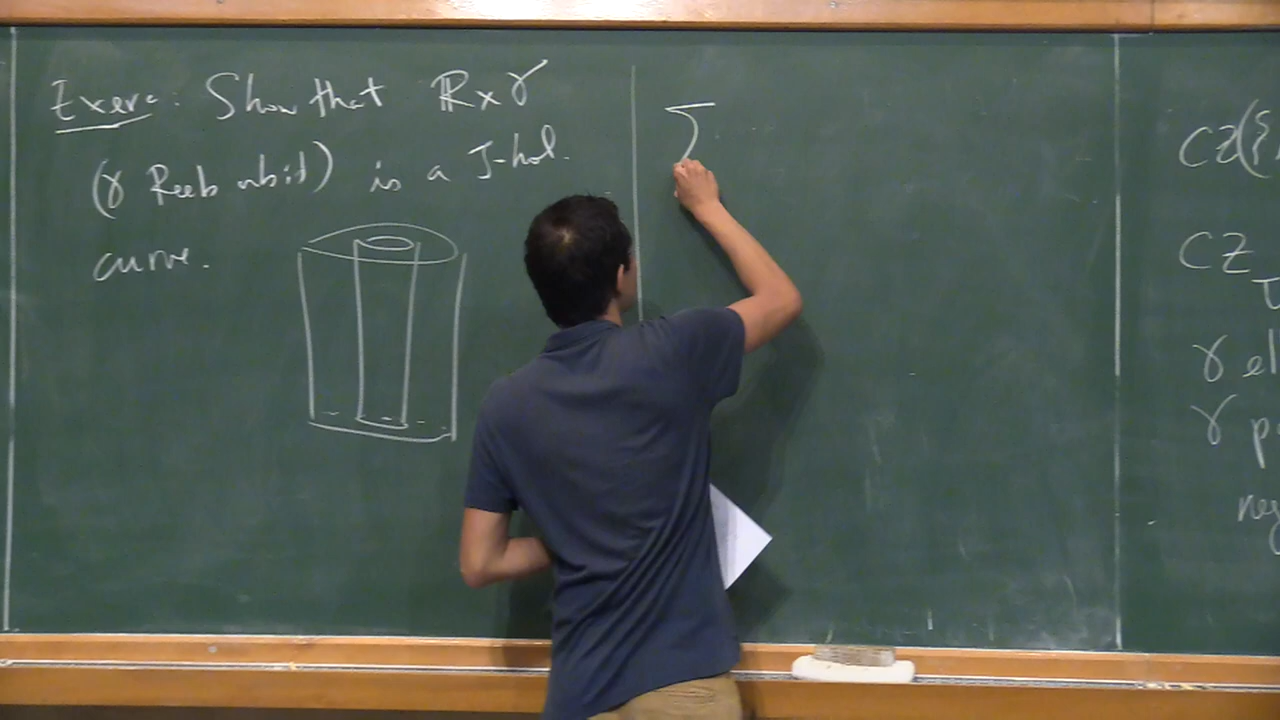 Exerc: Show that ℝ×γ
(γ Reeb orbit) is a J-hol.
curve.
Σ
CZ({
CZ
τ
γ el
γ p
neg